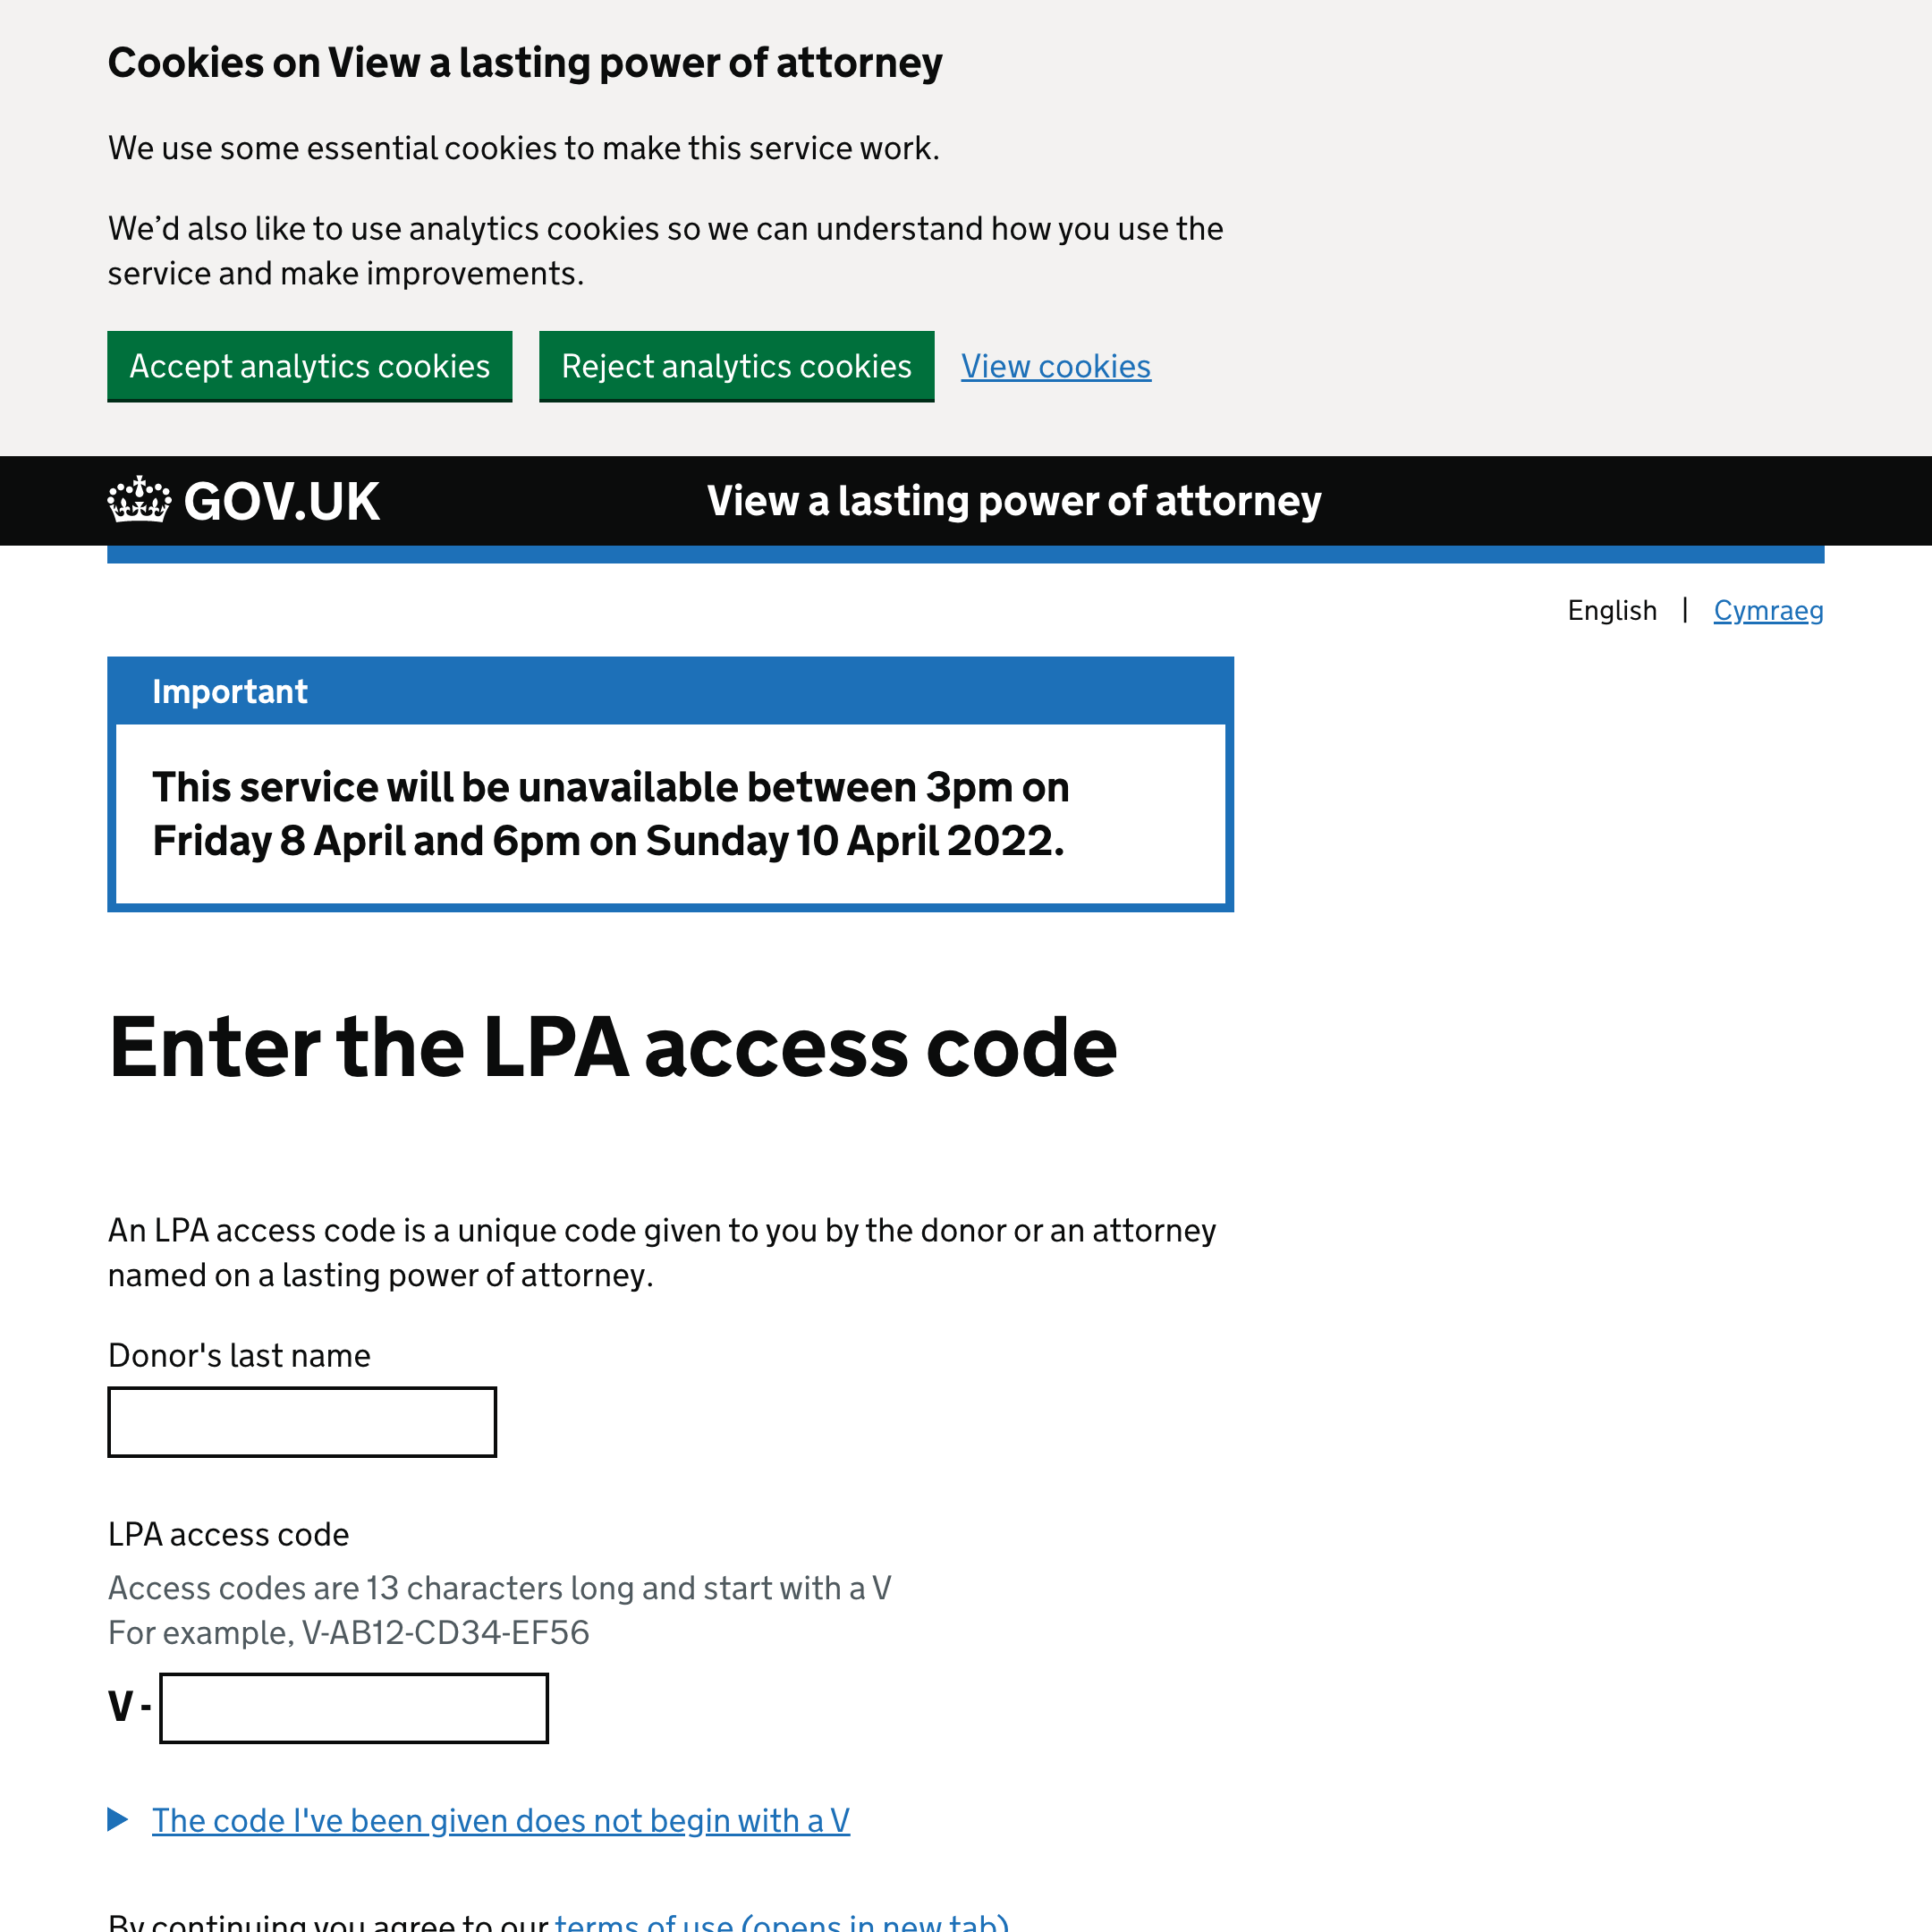 Cookies on View a lasting power of attorney
We use some essential cookies to make this service work.
We’d also like to use analytics cookies so we can understand how you use the
service and make improvements.
Accept analytics cookies Reject analytics cookies View cookies
GOV.UK View a lasting power of attorney
English | Cymraeg
Important
This service will be unavailable between 3pm on
Friday 8 April and 6pm on Sunday 10 April 2022.
Enter the LPA access code
An LPA access code is a unique code given to you by the donor or an attorney
named on a lasting power of attorney.
Donor's last name
LPA access code
Access codes are 13 characters long and start with a V
For example, V-AB12-CD34-EF56
V -
The code I've been given does not begin with a V
By continuing you agree to our terms of use (opens in new tab)